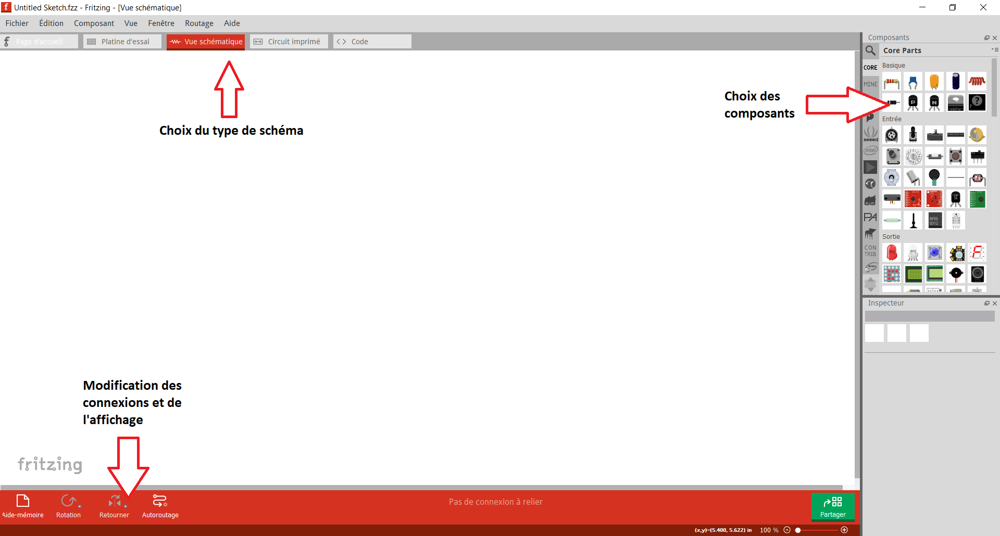 Untitled Sketch.fzz - Fritzing - [Vue schématique]
Fichier Édition Composant Vue Fenêtre Routage Aide
Page d'accueil Platine d'essai Vue schématique Circuit imprimé Code
Composants
Core Parts
CORE
Basique
MINE
P N
?
?
Choix des
composants
Entrée
seeed
intel
Choix du type de schéma
LM
35
PA
RFID
ID12
Sortie
CON
TRIB
Inspecteur
Modification des
connexions et de
l'affichage
fritzing
Aide-mémoire Rotation Retourner Autoroutage
Pas de connexion à relier
Partager
(x,y)=(5.400, 5.622) in 100 %